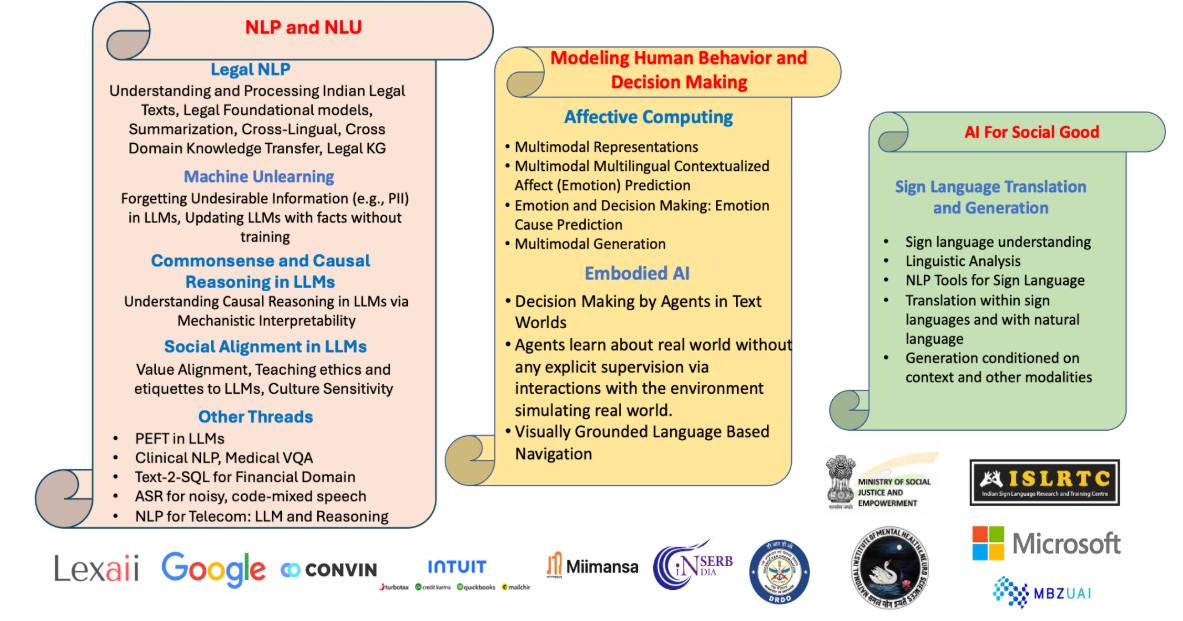 NLP and NLU
Legal NLP
Understanding and Processing Indian Legal
Texts, Legal Foundational models,
Summarization, Cross-Lingual, Cross
Domain Knowledge Transfer, Legal KG
Machine Unlearning
Forgetting Undesirable Information (e.g., PII)
in LLMs, Updating LLMs with facts without
training
Commonsense and Causal
Reasoning in LLMs
Understanding Causal Reasoning in LLMs via
Mechanistic Interpretability
Social Alignment in LLMs
Value Alignment, Teaching ethics and
etiquettes to LLMs, Culture Sensitivity
Other Threads
• PEFT in LLMs
• Clinical NLP, Medical VQA
• Text-2-SQL for Financial Domain
• ASR for noisy, code-mixed speech
• NLP for Telecom: LLM and Reasoning
Modeling Human Behavior and
Decision Making
Affective Computing
• Multimodal Representations
• Multimodal Multilingual Contextualized
Affect (Emotion) Prediction
• Emotion and Decision Making: Emotion
Cause Prediction
• Multimodal Generation
Embodied AI
• Decision Making by Agents in Text
Worlds
• Agents learn about real world without
any explicit supervision via
interactions with the environment
simulating real world.
• Visually Grounded Language Based
Navigation
AI For Social Good
Sign Language Translation
and Generation
• Sign language understanding
• Linguistic Analysis
• NLP Tools for Sign Language
• Translation within sign
languages and with natural
language
• Generation conditioned on
context and other modalities
MINISTRY OF SOCIAL
JUSTICE AND
EMPOWERMENT
ISLRTC
Indian Sign Language Research and Training Centre
Lexaii
Google
CONVIN
INTUIT
turbotax credit karma quickbooks mailchimp
Miimansa
SERB
INDIA
DRDO
NATIONAL INSTITUTE OF MENTAL HEALTH
Microsoft
MBZUAI